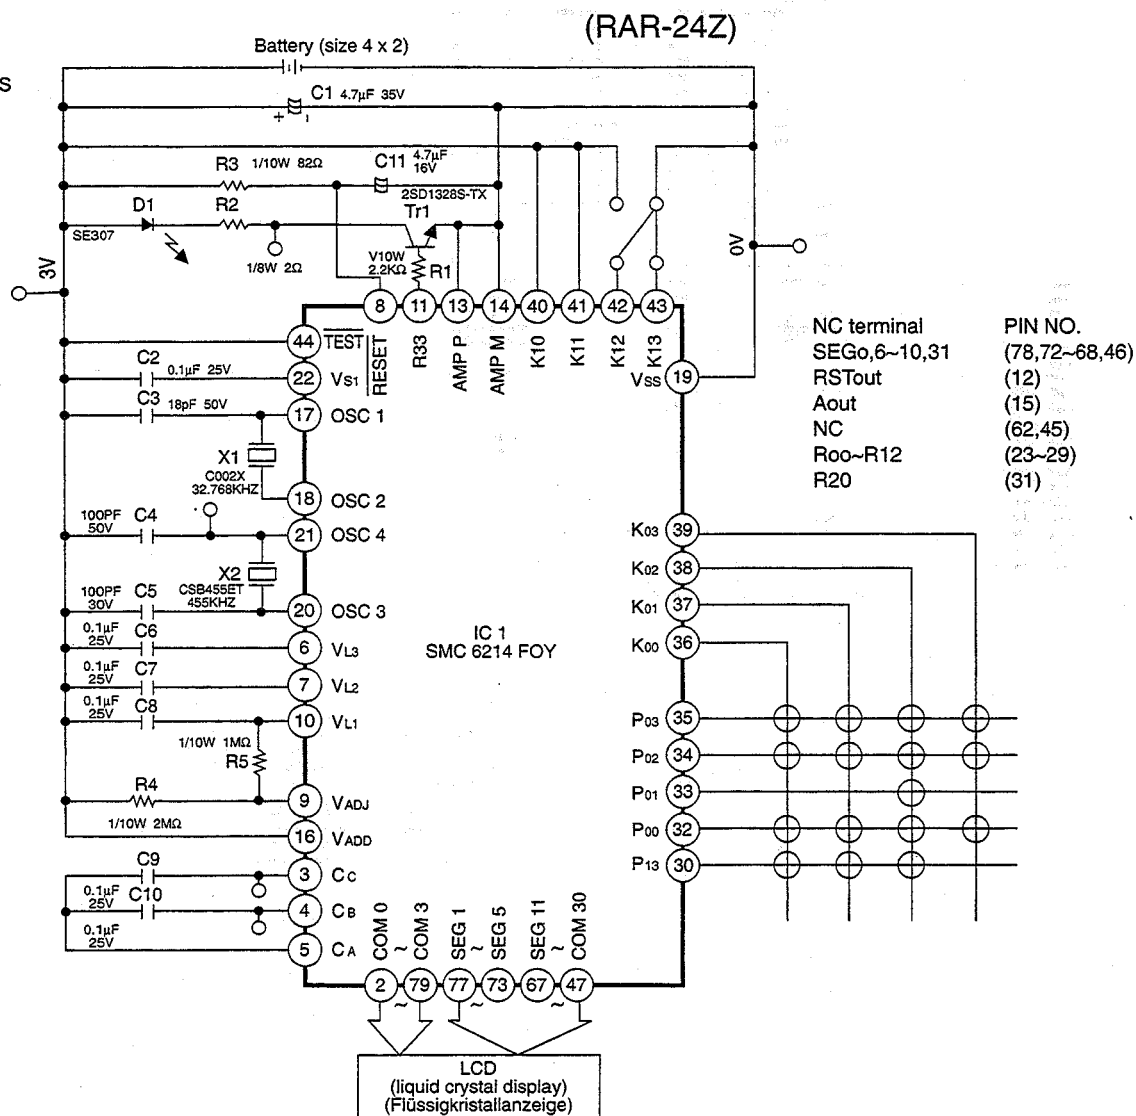 (RAR-24Z)
Battery (size 4 x 2)
S
C1 4.7µF 35V
+ -
R3 1/10W 82Ω
C11 4.7µF
16V
2SD1328S-TX
D1
R2
Tr1
SE307
1/8W 2Ω
V10W
2.2KΩ
R1
3V
0V
8
11
13
14
40
41
42
43
RESET
R33
AMP P
AMP M
K10
K11
K12
K13
44 TEST
C2
0.1µF 25V
22 VS1
C3
18pF 50V
17 OSC 1
X1
C002X
32.768KHZ
18 OSC 2
100PF
50V
C4
21 OSC 4
X2
CSB455ET
455KHZ
100PF
30V
C5
20 OSC 3
0.1µF
25V
C6
6 VL3
0.1µF
25V
C7
7 VL2
0.1µF
25V
C8
10 VL1
1/10W 1MΩ
R5
R4
1/10W 2MΩ
9 VADJ
16 VADD
C9
3 CC
0.1µF
25V
C10
4 CB
0.1µF
25V
5 CA
IC 1
SMC 6214 FOY
VSS 19
NC terminal PIN NO.
SEGo,6~10,31 (78,72~68,46)
RSTout (12)
Aout (15)
NC (62,45)
Roo~R12 (23~29)
R20 (31)
K03 39
K02 38
K01 37
K00 36
P03 35
P02 34
P01 33
P00 32
P13 30
COM 0 ~ COM 3
SEG 1 ~ SEG 5
SEG 11 ~ COM 30
2 ~ 79
77 ~ 73
67 ~ 47
LCD
(liquid crystal display)
(Flüssigkristallanzeige)